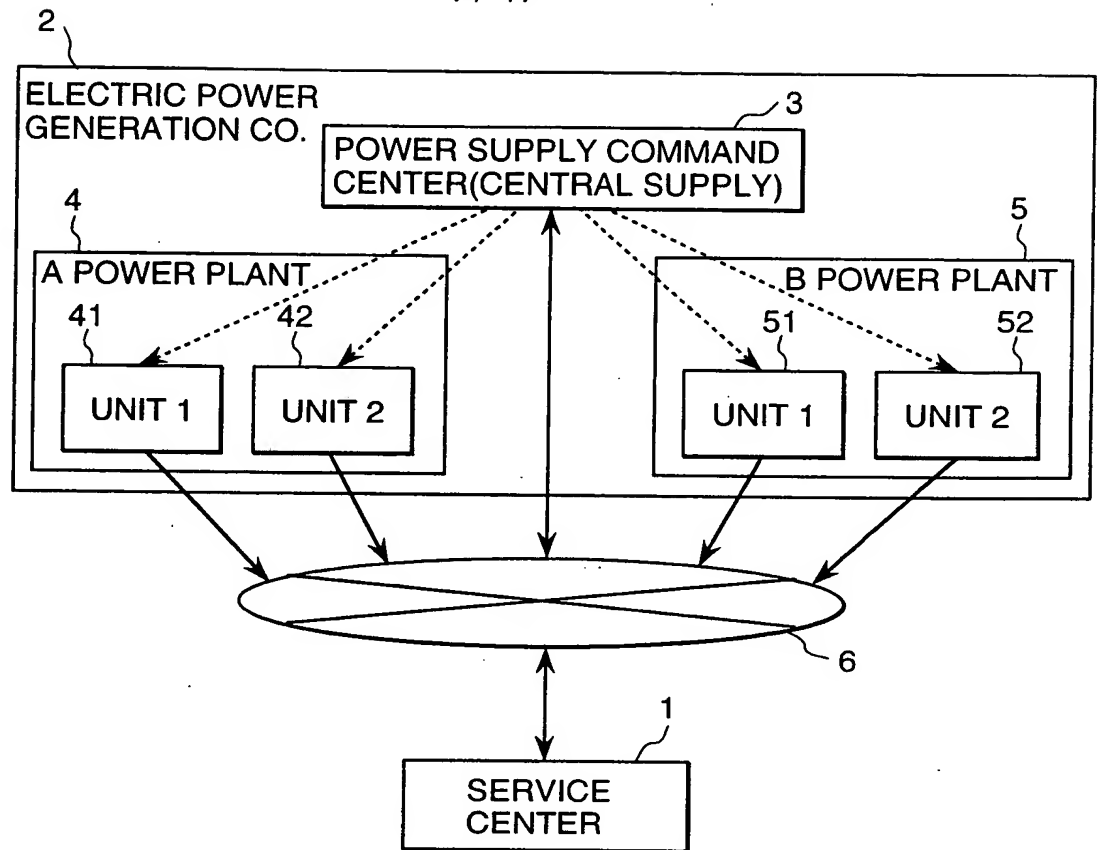 2
ELECTRIC POWER
GENERATION CO.
3
POWER SUPPLY COMMAND
CENTER(CENTRAL SUPPLY)
4
A POWER PLANT
41
42
UNIT 1
UNIT 2
5
B POWER PLANT
51
52
UNIT 1
UNIT 2
6
1
SERVICE
CENTER